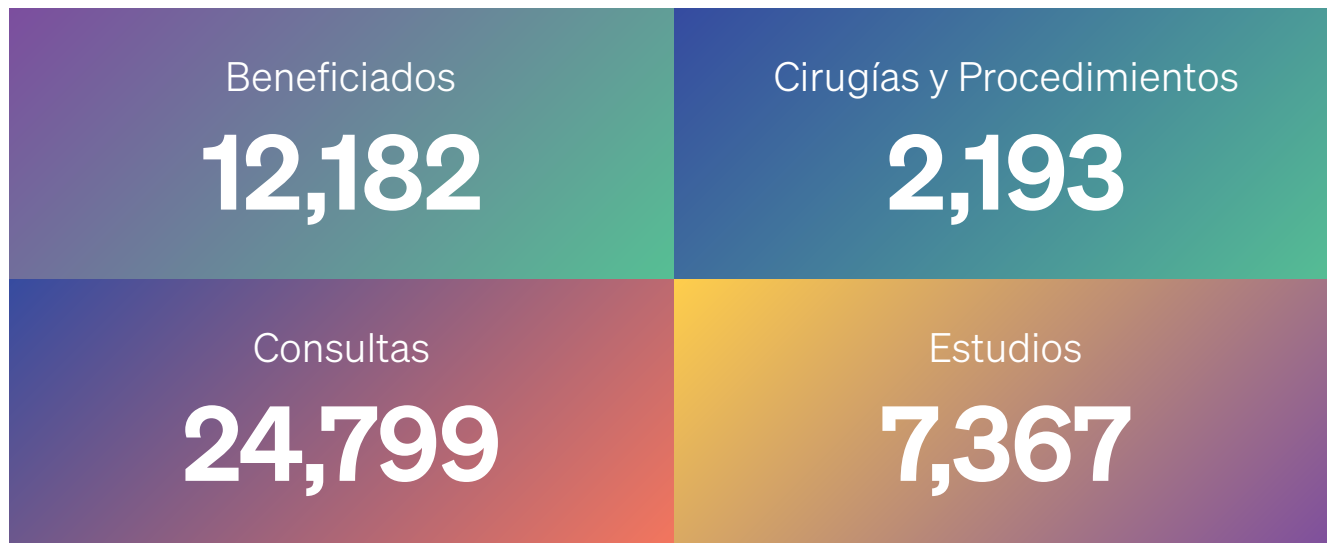 Beneficiados
12,182
Cirugías y Procedimientos
2,193
Consultas
24,799
Estudios
7,367